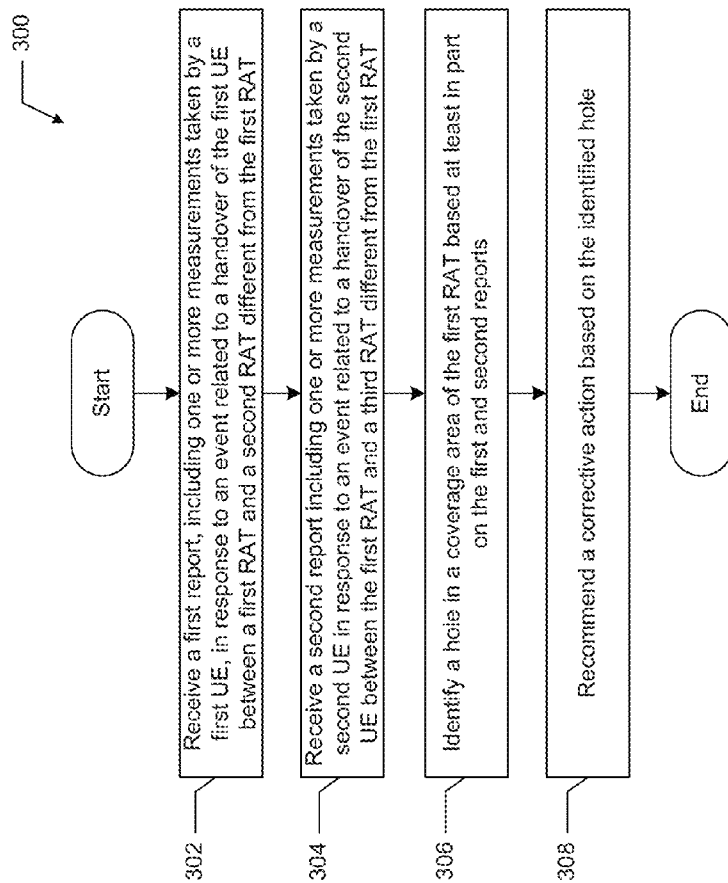 300
Start
302
Receive a first report, including one or more measurements taken by a
first UE, in response to an event related to a handover of the first UE
between a first RAT and a second RAT different from the first RAT
304
Receive a second report including one or more measurements taken by a
second UE in response to an event related to a handover of the second
UE between the first RAT and a third RAT different from the first RAT
306
Identify a hole in a coverage area of the first RAT based at least in part
on the first and second reports
308
Recommend a corrective action based on the identified hole
End